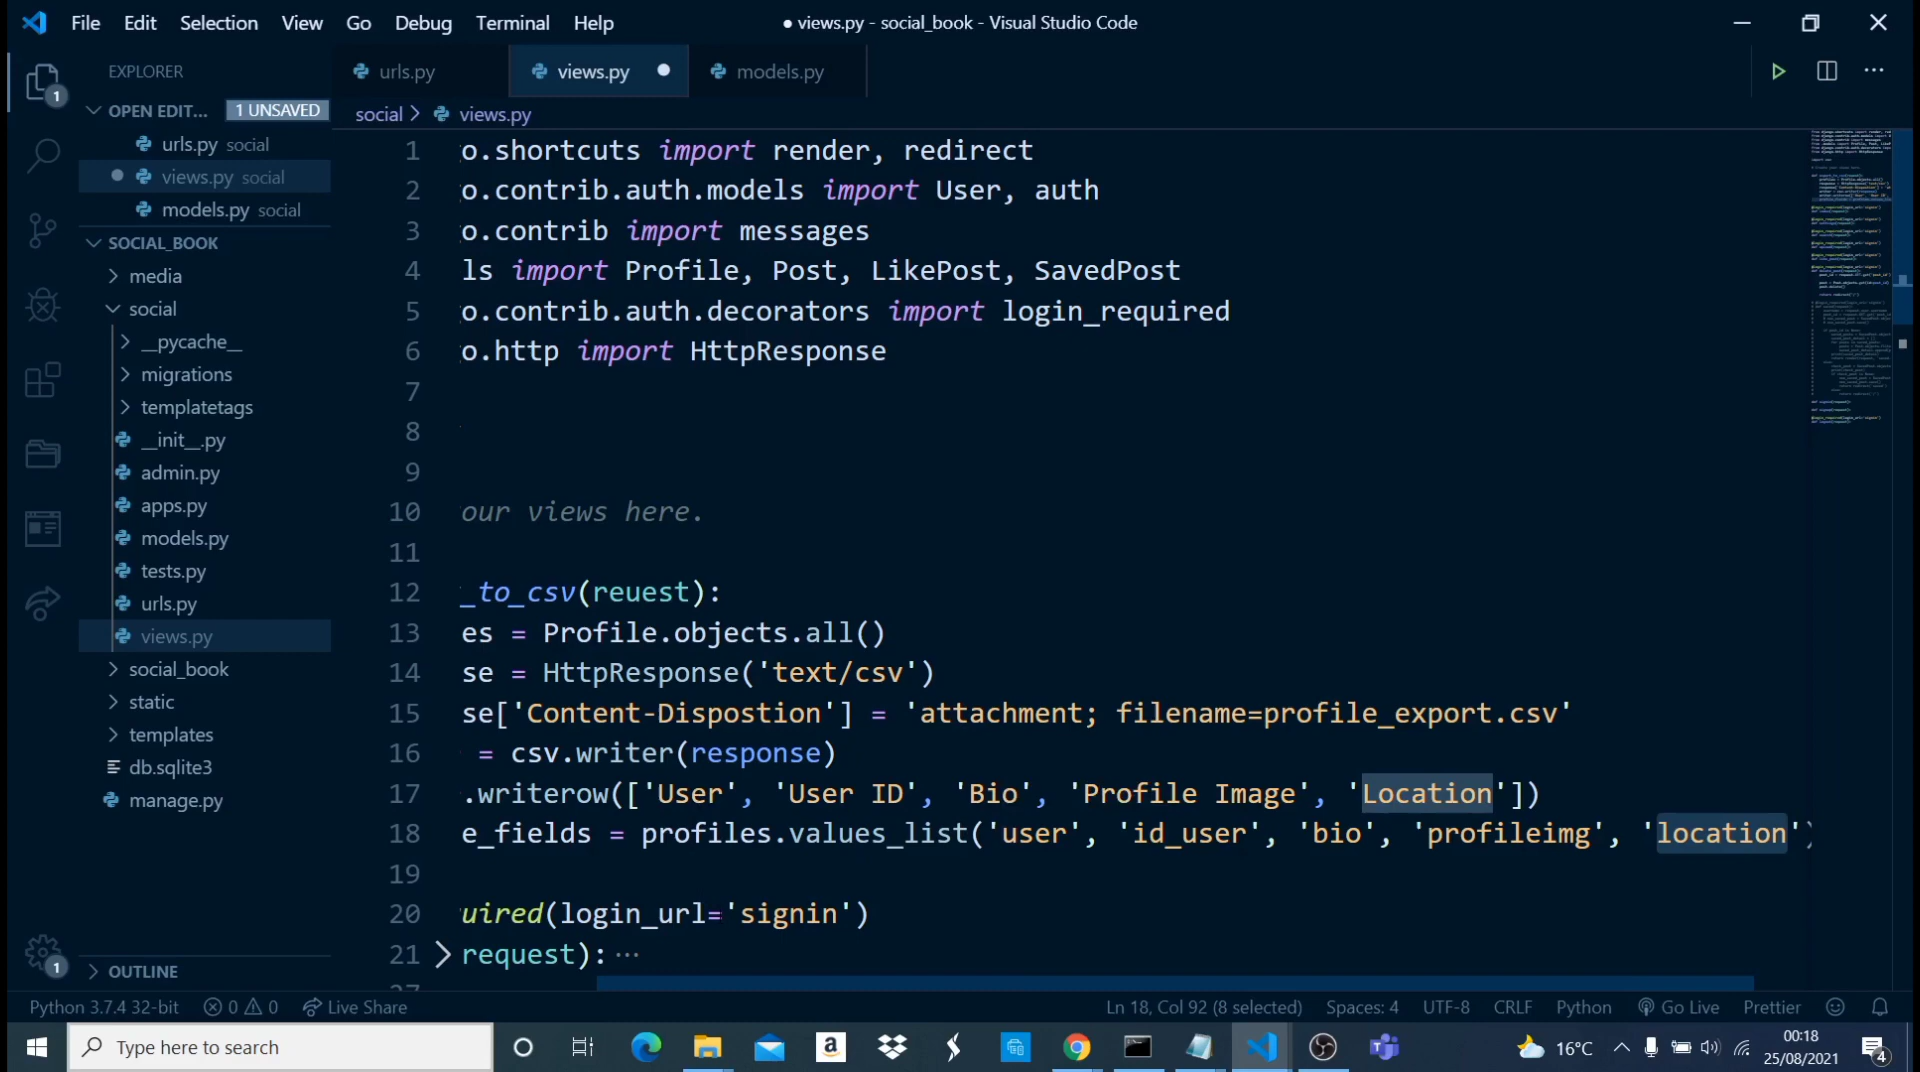 File Edit Selection View Go Debug Terminal Help
● views.py - social_book - Visual Studio Code
EXPLORER
OPEN EDIT... 1 UNSAVED
urls.py social
views.py social
models.py social
SOCIAL_BOOK
media
social
__pycache__
migrations
templatetags
__init__.py
admin.py
apps.py
models.py
tests.py
urls.py
views.py
social_book
static
templates
db.sqlite3
manage.py
OUTLINE
1
1
urls.py views.py models.py
social > views.py
1 o.shortcuts import render, redirect
2 o.contrib.auth.models import User, auth
3 o.contrib import messages
4 ls import Profile, Post, LikePost, SavedPost
5 o.contrib.auth.decorators import login_required
6 o.http import HttpResponse
7
8
9
10 our views here.
11
12 _to_csv(reuest):
13 es = Profile.objects.all()
14 se = HttpResponse('text/csv')
15 se['Content-Dispostion'] = 'attachment; filename=profile_export.csv'
16 = csv.writer(response)
17 .writerow(['User', 'User ID', 'Bio', 'Profile Image', 'Location'])
18 e_fields = profiles.values_list('user', 'id_user', 'bio', 'profileimg', 'location')
19
20 uired(login_url='signin')
21 request): ...
Python 3.7.4 32-bit 0 0 Live Share
Ln 18, Col 92 (8 selected) Spaces: 4 UTF-8 CRLF Python Go Live Prettier
Type here to search
16°C
00:18
25/08/2021
4